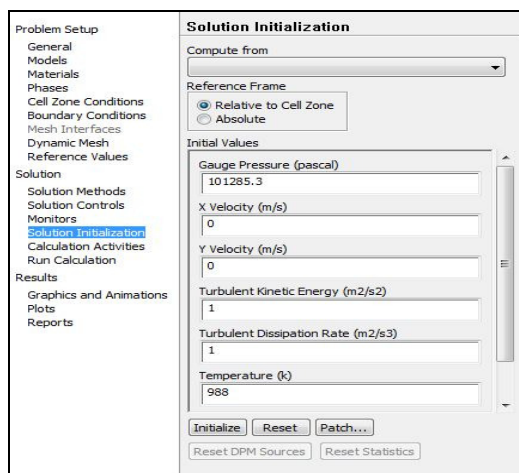 Problem Setup
General
Models
Materials
Phases
Cell Zone Conditions
Boundary Conditions
Mesh Interfaces
Dynamic Mesh
Reference Values
Solution
Solution Methods
Solution Controls
Monitors
Solution Initialization
Calculation Activities
Run Calculation
Results
Graphics and Animations
Plots
Reports
Solution Initialization
Compute from
Reference Frame
Relative to Cell Zone
Absolute
Initial Values
Gauge Pressure (pascal)
101285.3
X Velocity (m/s)
0
Y Velocity (m/s)
0
Turbulent Kinetic Energy (m2/s2)
1
Turbulent Dissipation Rate (m2/s3)
1
Temperature (k)
988
Initialize Reset Patch...
Reset DPM Sources Reset Statistics